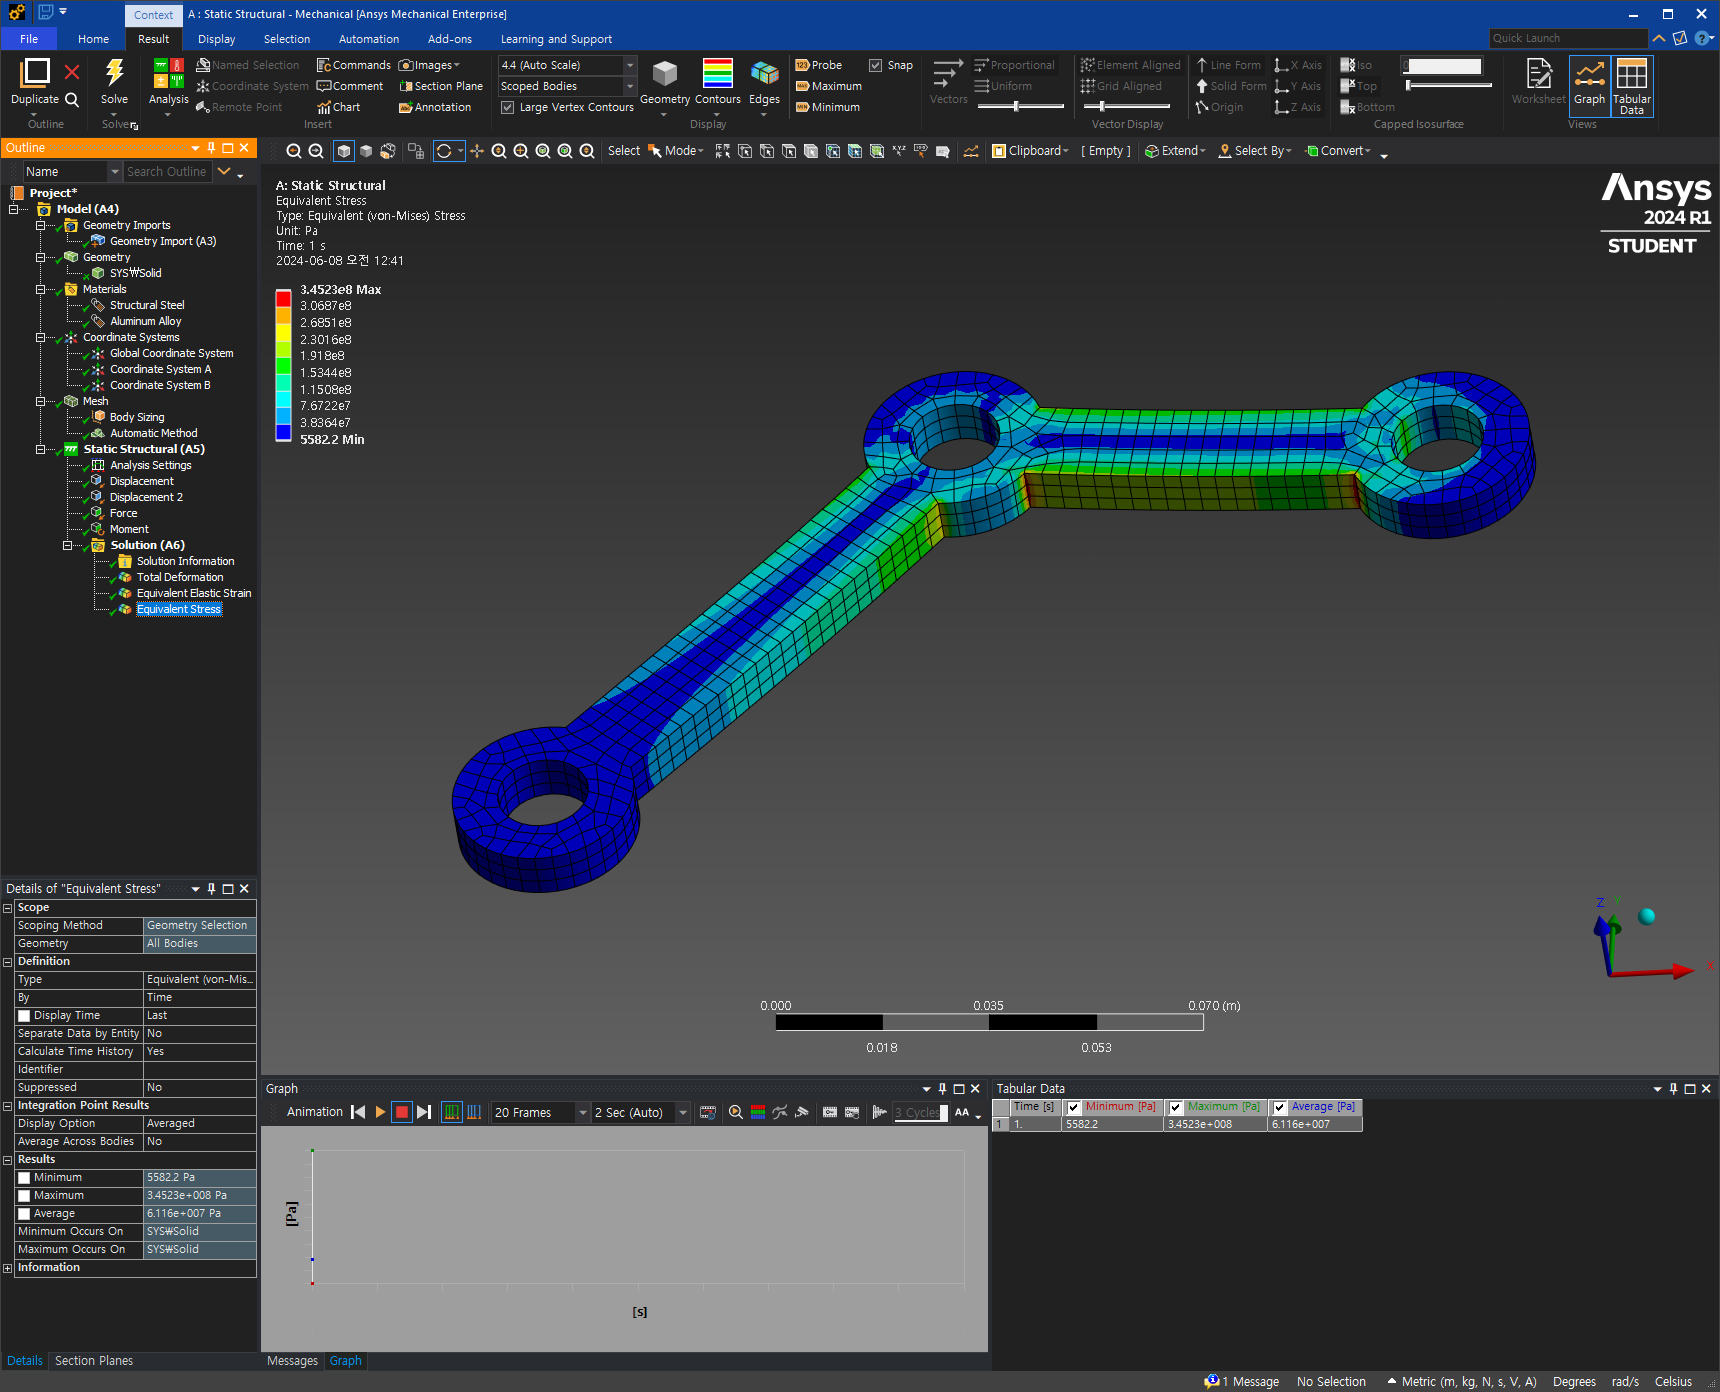 Context
A : Static Structural - Mechanical [Ansys Mechanical Enterprise]
File
Home
Result
Display
Selection
Automation
Add-ons
Learning and Support
Quick Launch
Duplicate
Outline
Solve
Solver
Analysis
Named Selection
Coordinate System
Remote Point
Commands
Comment
Chart
Images
Section Plane
Annotation
Insert
4.4 (Auto Scale)
Scoped Bodies
Large Vertex Contours
Geometry
Contours
Edges
Display
Probe
Maximum
Minimum
Snap
Vectors
Proportional
Uniform
Element Aligned
Grid Aligned
Line Form
Solid Form
Origin
X Axis
Y Axis
Z Axis
Vector Display
Iso
Top
Bottom
0
Capped Isosurface
Worksheet
Graph
Tabular Data
Views
Outline
Name
Search Outline
Select
Mode
Clipboard
[ Empty ]
Extend
Select By
Convert
Project*
Model (A4)
Geometry Imports
Geometry Import (A3)
Geometry
SYS₩Solid
Materials
Structural Steel
Aluminum Alloy
Coordinate Systems
Global Coordinate System
Coordinate System A
Coordinate System B
Mesh
Body Sizing
Automatic Method
Static Structural (A5)
Analysis Settings
Displacement
Displacement 2
Force
Moment
Solution (A6)
Solution Information
Total Deformation
Equivalent Elastic Strain
Equivalent Stress
A: Static Structural
Equivalent Stress
Type: Equivalent (von-Mises) Stress
Unit: Pa
Time: 1 s
2024-06-08 오전 12:41
3.4523e8 Max
3.0687e8
2.6851e8
2.3016e8
1.918e8
1.5344e8
1.1508e8
7.6722e7
3.8364e7
5582.2 Min
Ansys
2024 R1
STUDENT
Z
Y
X
0.000
0.035
0.070 (m)
0.018
0.053
Details of "Equivalent Stress"
Scope
Scoping Method
Geometry Selection
Geometry
All Bodies
Definition
Type
Equivalent (von-Mis...
By
Time
Display Time
Last
Separate Data by Entity
No
Calculate Time History
Yes
Identifier
Suppressed
No
Integration Point Results
Display Option
Averaged
Average Across Bodies
No
Results
Minimum
5582.2 Pa
Maximum
3.4523e+008 Pa
Average
6.116e+007 Pa
Minimum Occurs On
SYS₩Solid
Maximum Occurs On
SYS₩Solid
Information
Details
Section Planes
Graph
Animation
20 Frames
2 Sec (Auto)
3 Cycles
AA
[Pa]
[s]
Messages
Graph
Tabular Data
Time [s]
Minimum [Pa]
Maximum [Pa]
Average [Pa]
1
1.
5582.2
3.4523e+008
6.116e+007
1 Message
No Selection
Metric (m, kg, N, s, V, A)
Degrees
rad/s
Celsius